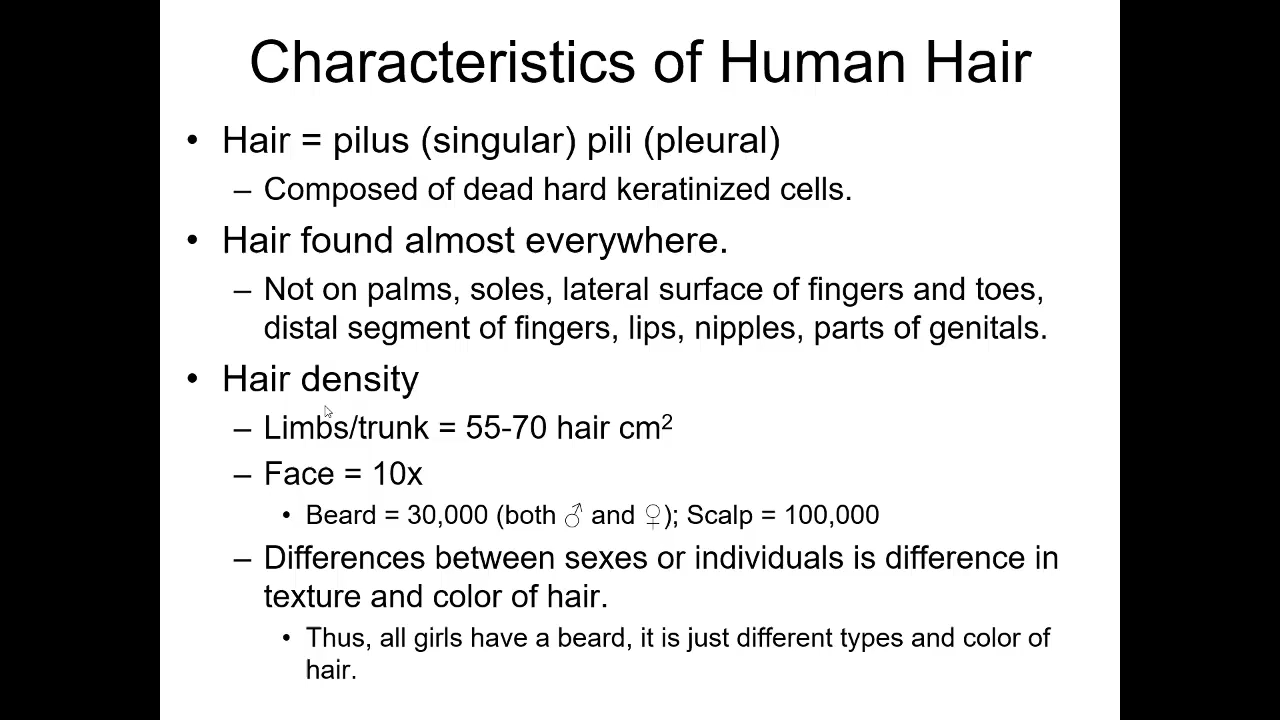 Characteristics of Human Hair
• Hair = pilus (singular) pili (pleural)
– Composed of dead hard keratinized cells.
• Hair found almost everywhere.
– Not on palms, soles, lateral surface of fingers and toes,
distal segment of fingers, lips, nipples, parts of genitals.
• Hair density
– Limbs/trunk = 55-70 hair cm²
– Face = 10x
• Beard = 30,000 (both ♂ and ♀); Scalp = 100,000
– Differences between sexes or individuals is difference in
texture and color of hair.
• Thus, all girls have a beard, it is just different types and color of
hair.